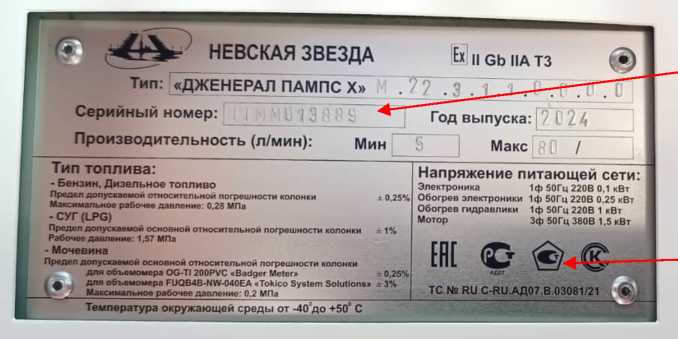 НЕВСКАЯ ЗВЕЗДА
Ex II Gb IIA T3
Тип: «ДЖЕНЕРАЛ ПАМПС Х» М.22.3.1.1.0.0.0.0
Серийный номер:
Год выпуска: 2024
Производительность (л/мин): Мин 5 Макс 80 /
Тип топлива:
- Бензин, Дизельное топливо
Предел допускаемой основной относительной погрешности колонки ± 0,25%
Максимальное рабочее давление: 0,28 МПа
- СУГ (LPG)
Предел допускаемой основной относительной погрешности колонки ± 1%
Рабочее давление: 1,57 МПа
- Мочевина
Предел допускаемой основной относительной погрешности колонки
для объемомера OG-TI 200PVC «Badger Meter» ± 0,25%
для объемомера FUQB4B-NW-040EA «Tokico System Solutions» ± 3%
Максимальное рабочее давление: 0,2 МПа
Температура окружающей среды от -40° до +50° С
Напряжение питающей сети:
Электроника 1ф 50Гц 220В 0,1 кВт
Обогрев электроники 1ф 50Гц 220В 0,25 кВт
Обогрев гидравлики 1ф 50Гц 220В 1 кВт
Мотор 3ф 50Гц 380В 1,5 кВт
ЕАС
ТС № RU C-RU.АД07.В.03081/21